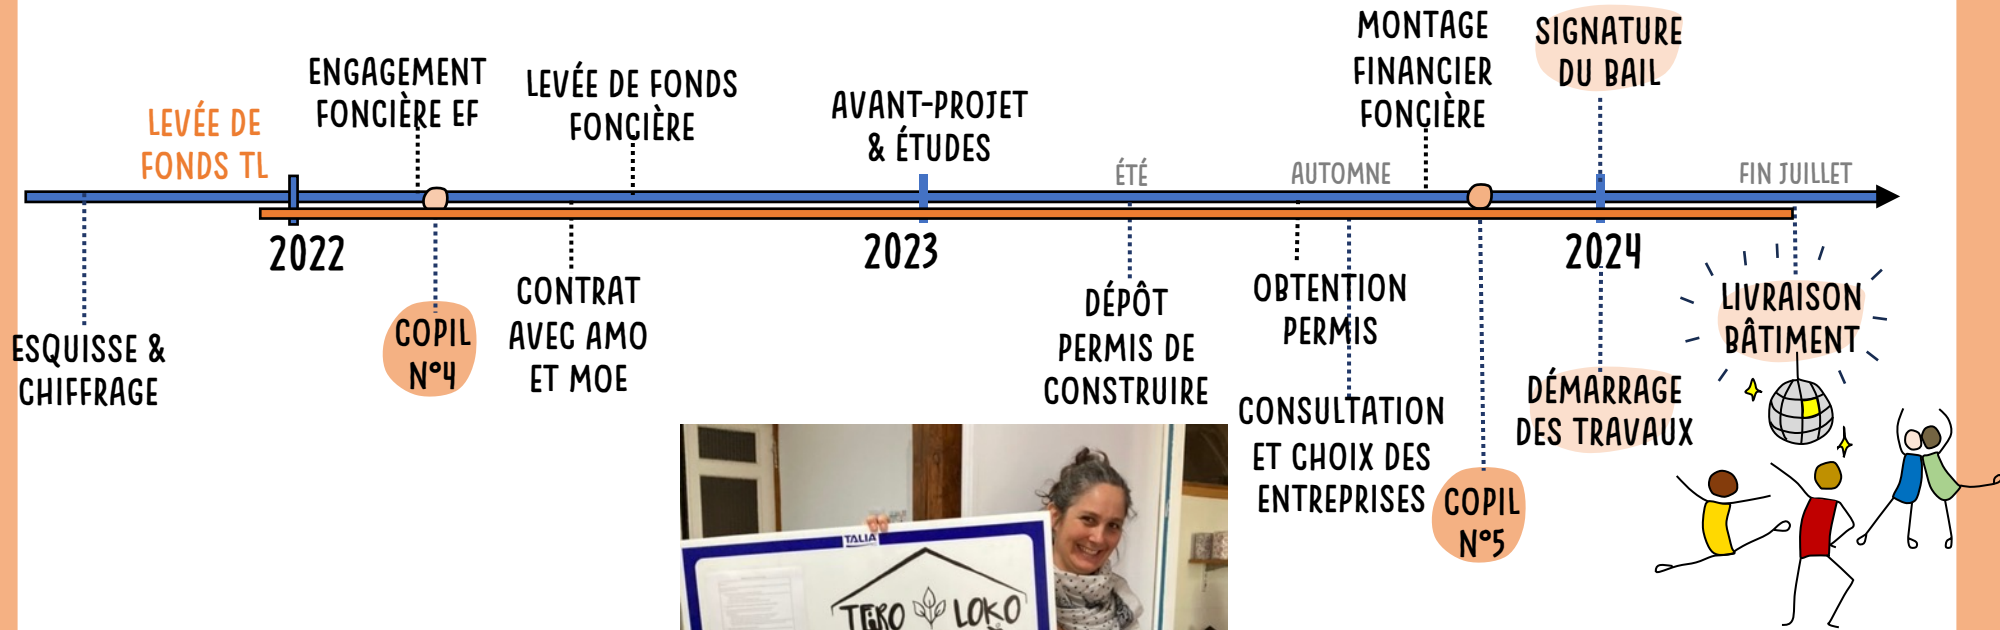 LEVÉE DE
FONDS TL
ENGAGEMENT
FONCIÈRE EF
LEVÉE DE FONDS
FONCIÈRE
AVANT-PROJET
& ÉTUDES
ÉTÉ
AUTOMNE
MONTAGE
FINANCIER
FONCIÈRE
SIGNATURE
DU BAIL
FIN JUILLET
2022
2023
2024
ESQUISSE &
CHIFFRAGE
COPIL
N°4
CONTRAT
AVEC AMO
ET MOE
DÉPÔT
PERMIS DE
CONSTRUIRE
OBTENTION
PERMIS
CONSULTATION
ET CHOIX DES
ENTREPRISES
COPIL
N°5
DÉMARRAGE
DES TRAVAUX
LIVRAISON
BÂTIMENT
TALIA
TERO LOKO